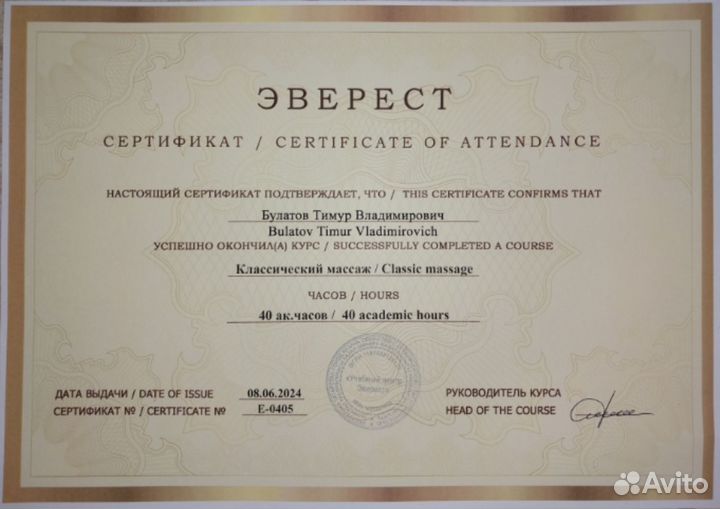 ЭВЕРЕСТ
СЕРТИФИКАТ / CERTIFICATE OF ATTENDANCE
НАСТОЯЩИЙ СЕРТИФИКАТ ПОДТВЕРЖДАЕТ, ЧТО / THIS CERTIFICATE CONFIRMS THAT
Булатов Тимур Владимирович
Bulatov Timur Vladimirovich
УСПЕШНО ОКОНЧИЛ(А) КУРС / SUCCESSFULLY COMPLETED A COURSE
Классический массаж / Classic massage
ЧАСОВ / HOURS
40 ак.часов / 40 academic hours
ДАТА ВЫДАЧИ / DATE OF ISSUE 08.06.2024
СЕРТИФИКАТ № / CERTIFICATE № E-0405
«Учебный центр
Эверест»
РУКОВОДИТЕЛЬ КУРСА
HEAD OF THE COURSE
Avito